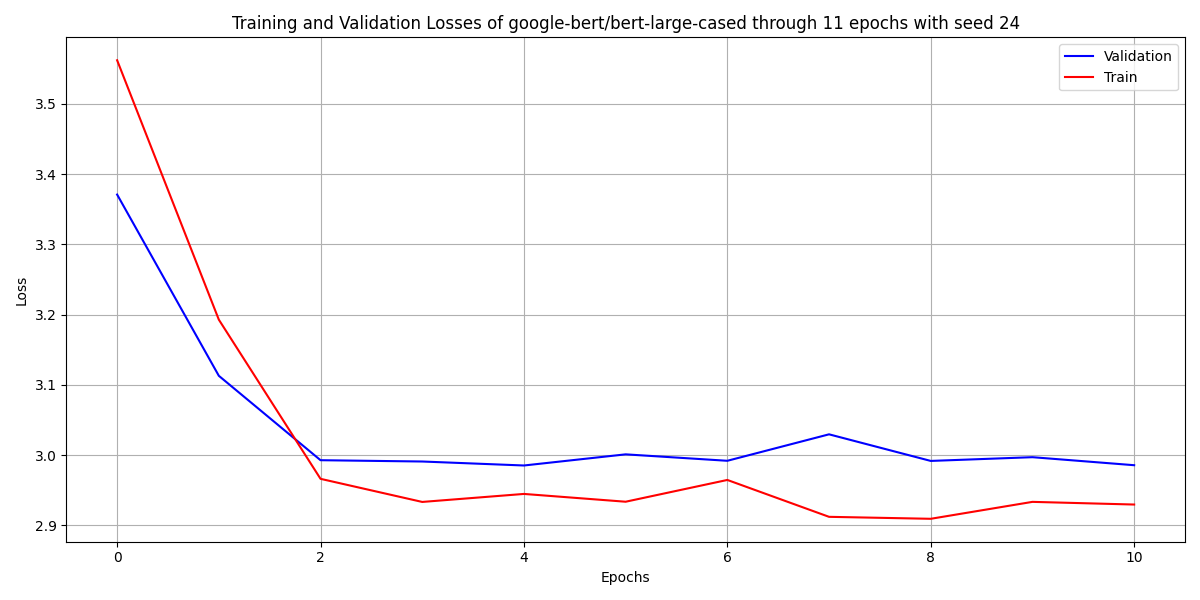 Training and Validation Losses of google-bert/bert-large-cased through 11 epochs with seed 24
Validation
Train
Loss
3.5
3.4
3.3
3.2
3.1
3.0
2.9
0 2 4 6 8 10
Epochs